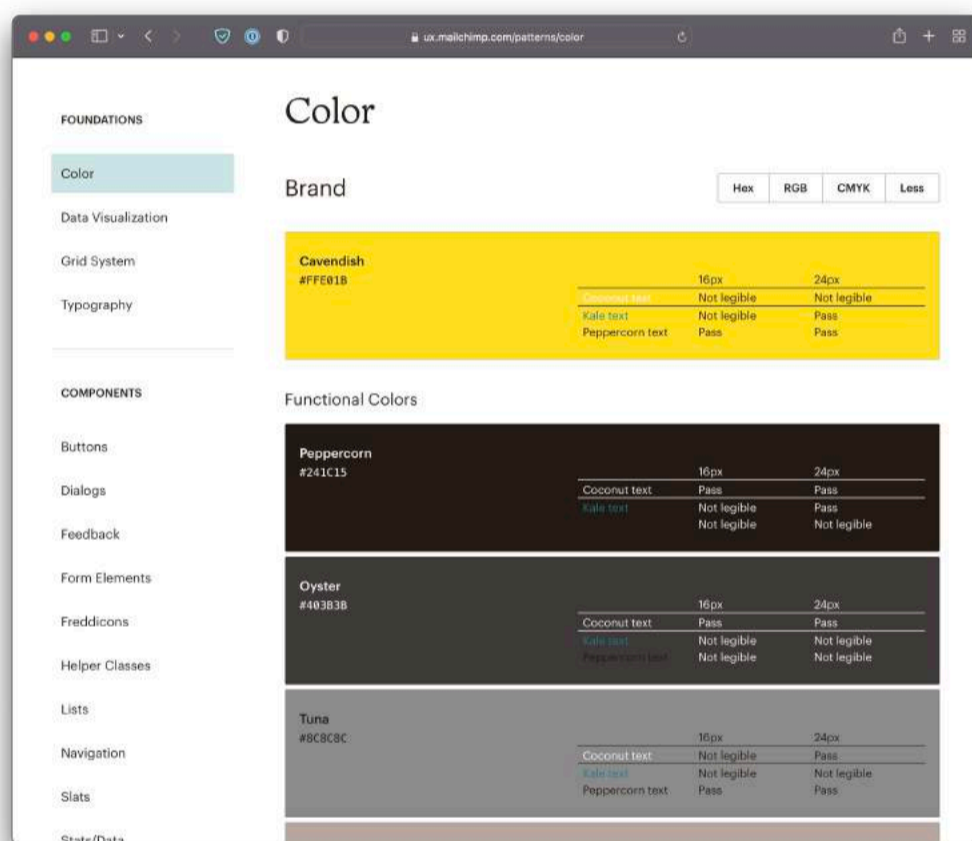 ux.mailchimp.com/patterns/color
FOUNDATIONS
Color
Data Visualization
Grid System
Typography
COMPONENTS
Buttons
Dialogs
Feedback
Form Elements
Freddicons
Helper Classes
Lists
Navigation
Slats
Stats/Data
Color
Brand
Hex RGB CMYK Less
Cavendish
#FFE01B
16px 24px
Coconut text Not legible Not legible
Kale text Not legible Pass
Peppercorn text Pass Pass
Functional Colors
Peppercorn
#241C15
16px 24px
Coconut text Pass Pass
Kale text Not legible Pass
Not legible Not legible
Oyster
#403B3B
16px 24px
Coconut text Pass Pass
Kale text Not legible Not legible
Peppercorn text Not legible Not legible
Tuna
#8C8C8C
16px 24px
Coconut text Not legible Pass
Kale text Not legible Not legible
Peppercorn text Pass Pass